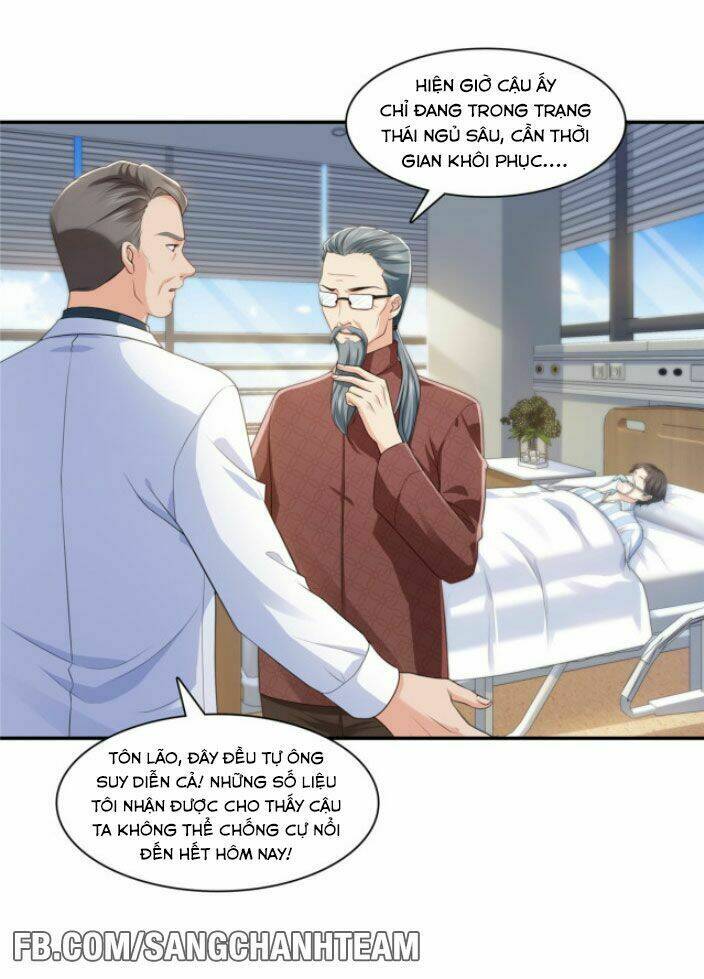 HIỆN GIỜ CẬU ẤY
CHỈ ĐANG TRONG TRẠNG
THÁI NGỦ SÂU, CẦN THỜI
GIAN KHÔI PHỤC....
TÔN LÃO, ĐÂY ĐỀU TỰ ÔNG
SUY DIỄN CẢ! NHỮNG SỐ LIỆU
TÔI NHẬN ĐƯỢC CHO THẤY CẬU
TA KHÔNG THỂ CHỐNG CỰ NỔI
ĐẾN HẾT HÔM NAY!
FB.COM/SANGCHANHTEAM